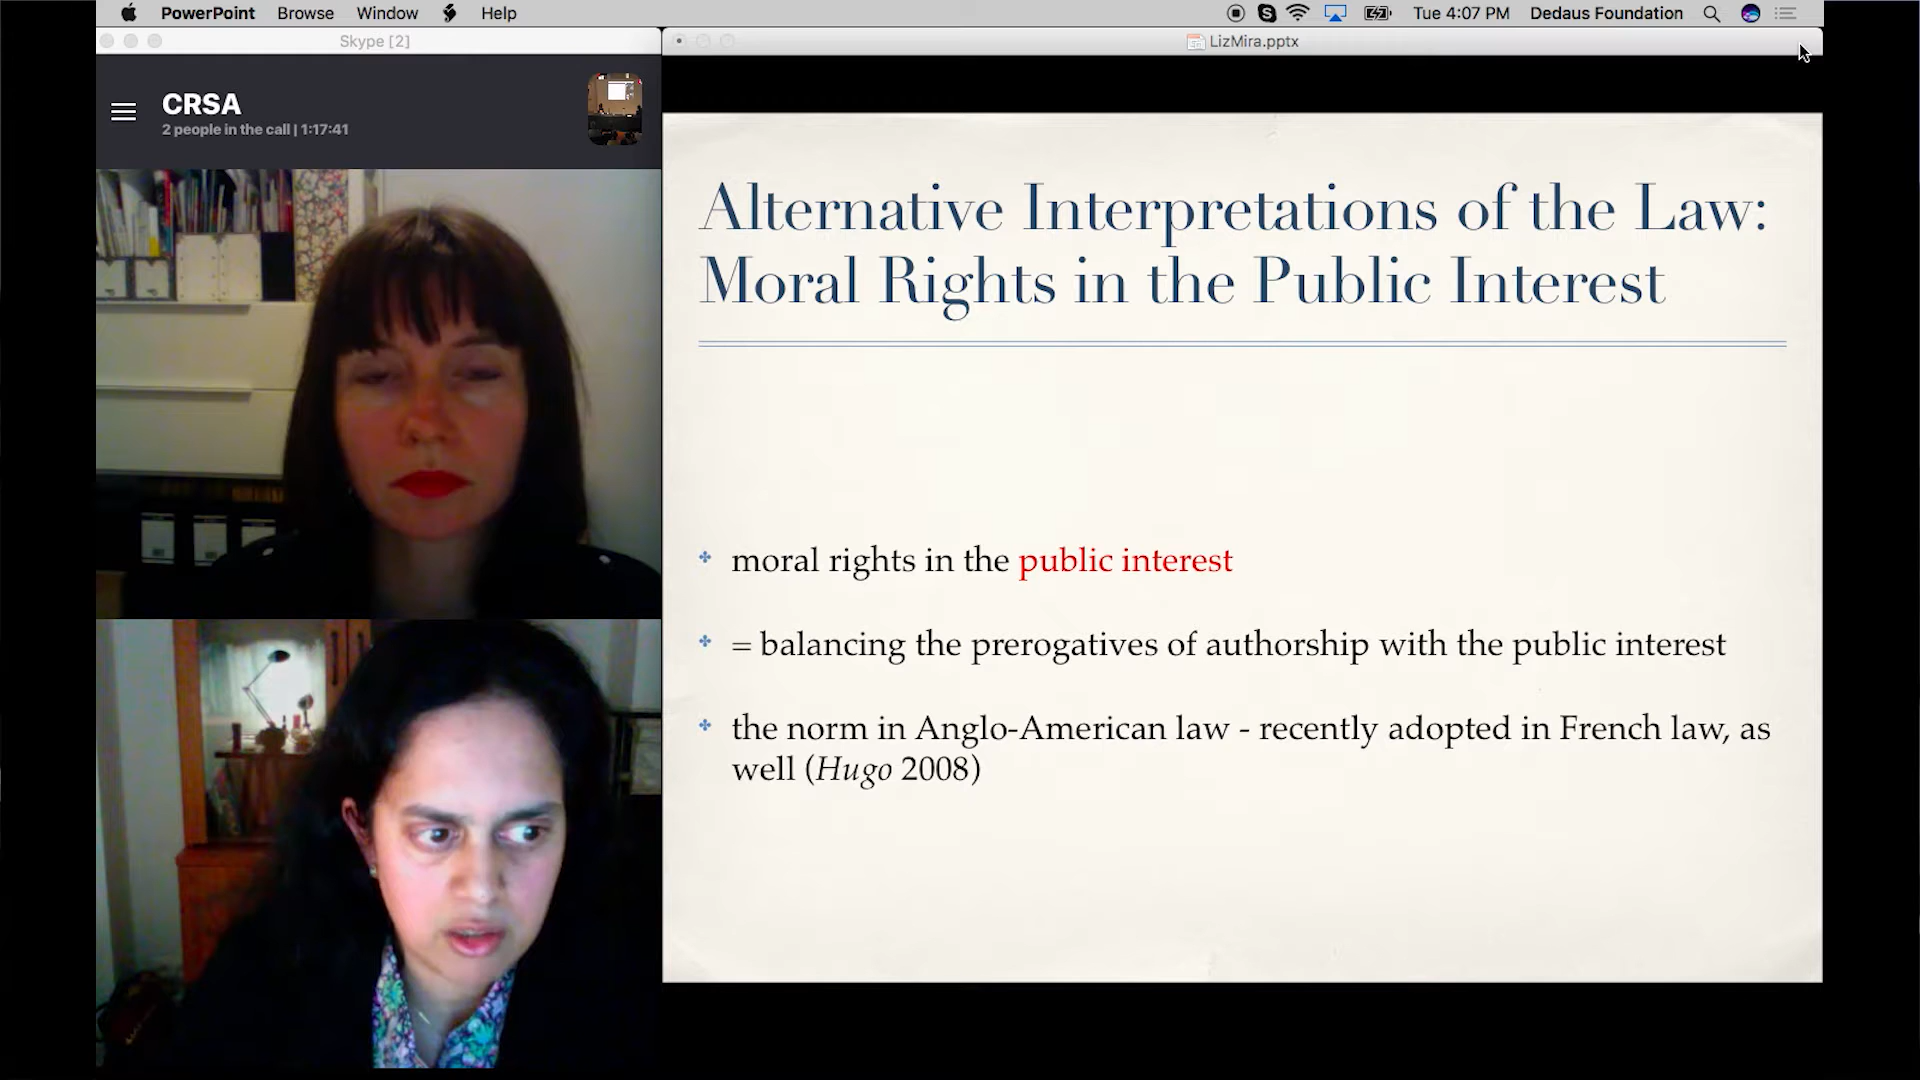 PowerPoint Browse Window Help
Tue 4:07 PM Dedaus Foundation
Skype [2]
LizMira.pptx
CRSA
2 people in the call | 1:17:41
Alternative Interpretations of the Law:
Moral Rights in the Public Interest
moral rights in the public interest
= balancing the prerogatives of authorship with the public interest
the norm in Anglo-American law - recently adopted in French law, as
well (Hugo 2008)